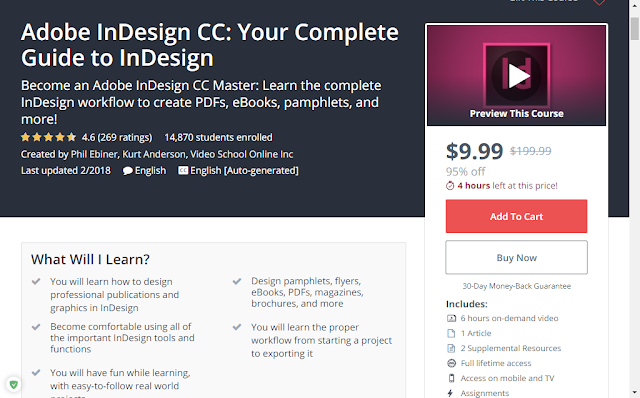 Adobe InDesign CC: Your Complete
Guide to InDesign
Become an Adobe InDesign CC Master: Learn the complete
InDesign workflow to create PDFs, eBooks, pamphlets, and
more!
4.6 (269 ratings) 14,870 students enrolled
Created by Phil Ebiner, Kurt Anderson, Video School Online Inc
Last updated 2/2018 English CC English [Auto-generated]
Id
Preview This Course
$9.99 $199.99
95% off
4 hours left at this price!
Add To Cart
Buy Now
30-Day Money-Back Guarantee
Includes:
6 hours on-demand video
1 Article
2 Supplemental Resources
Full lifetime access
Access on mobile and TV
Assignments
What Will I Learn?
You will learn how to design
professional publications and
graphics in InDesign
Become comfortable using all of
the important InDesign tools and
functions
You will have fun while learning,
with easy-to-follow real world
Design pamphlets, flyers,
eBooks, PDFs, magazines,
brochures, and more
You will learn the proper
workflow from starting a project
to exporting it